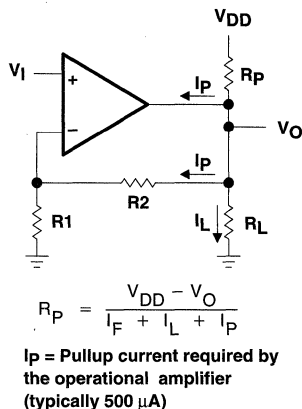 VDD
VI
+
−
IP
RP
VO
IP
R2
R1
IL
RL
RP = VDD − VO / IF + IL + IP
IP = Pullup current required by
the operational amplifier
(typically 500 μA)